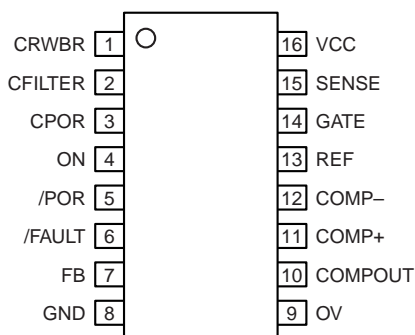 CRWBR 1
CFILTER 2
CPOR 3
ON 4
/POR 5
/FAULT 6
FB 7
GND 8
16 VCC
15 SENSE
14 GATE
13 REF
12 COMP–
11 COMP+
10 COMPOUT
9 OV